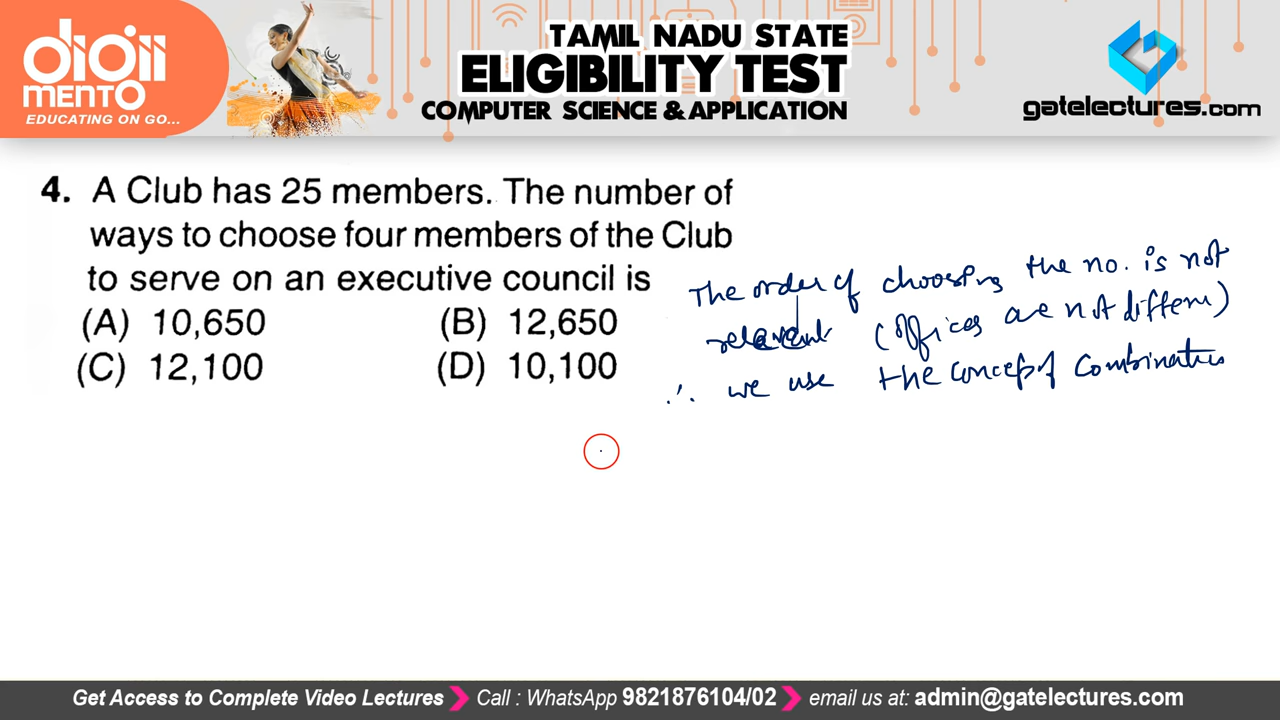 digii
MENTO
EDUCATING ON GO...
TAMIL NADU STATE
ELIGIBILITY TEST
COMPUTER SCIENCE & APPLICATION
gatelectures.com
4. A Club has 25 members. The number of
ways to choose four members of the Club
to serve on an executive council is
(A) 10,650 (B) 12,650
(C) 12,100 (D) 10,100
The order of choosing the no. is not
relevant (offices are not different)
∴ we use the concept of combination
Get Access to Complete Video Lectures Call : WhatsApp 9821876104/02 email us at: admin@gatelectures.com